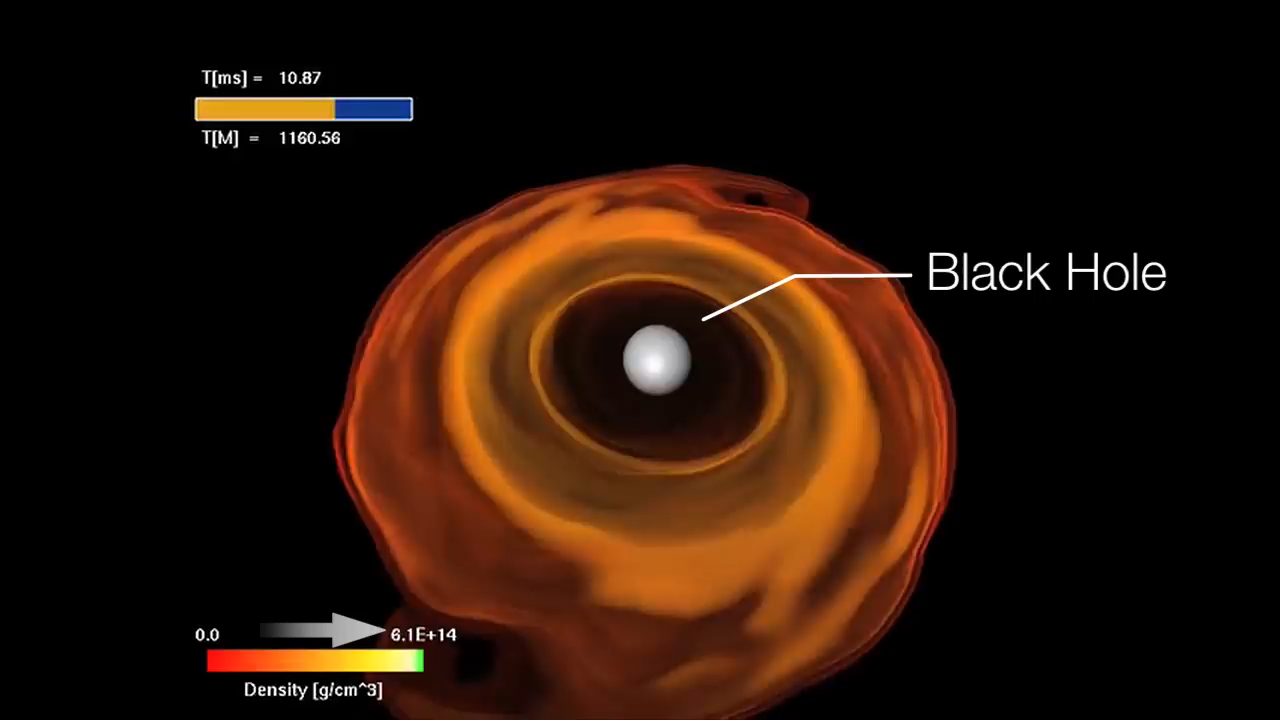 T[ms] = 10.87
T[M] = 1160.56
Black Hole
0.0 6.1E+14
Density [g/cm^3]